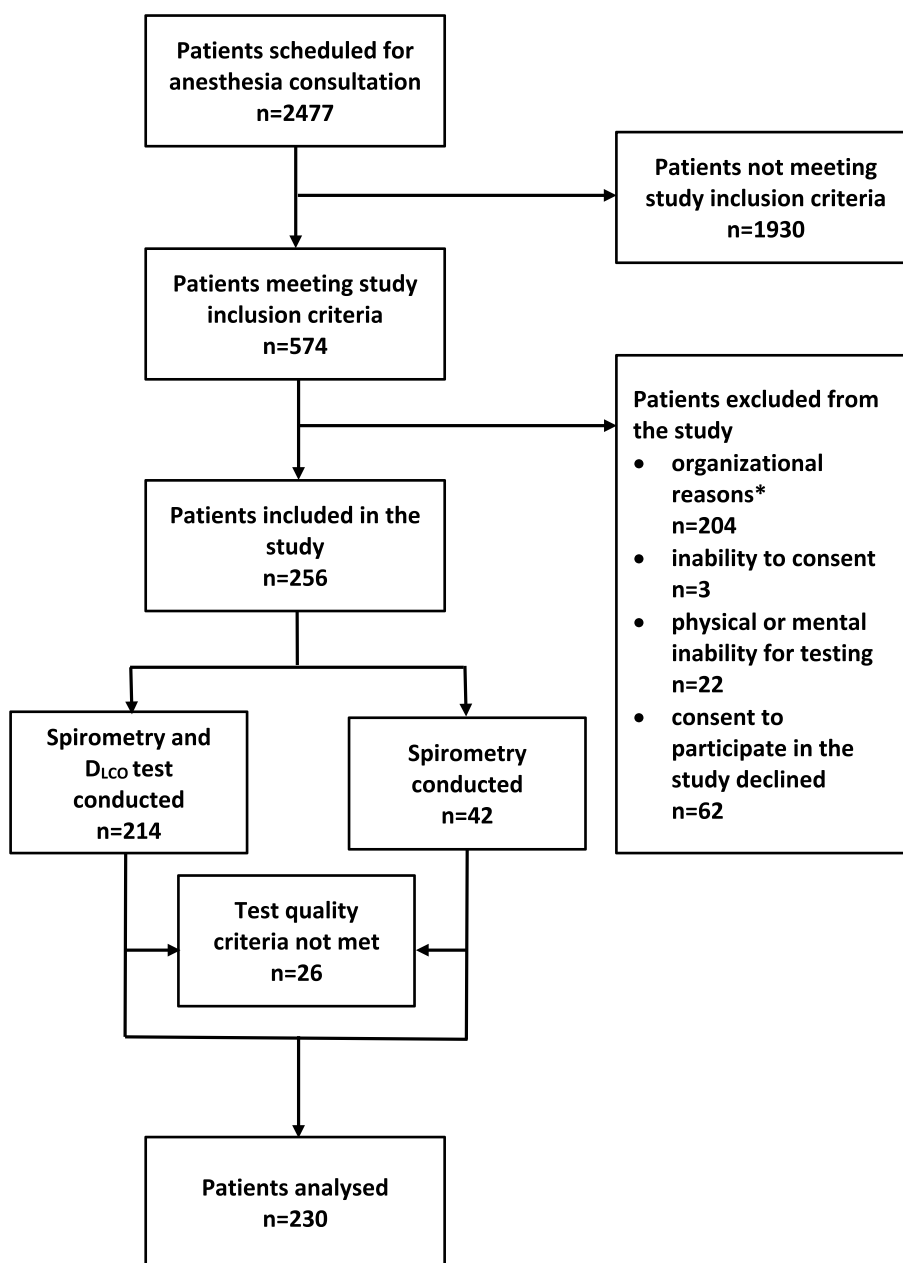 Patients scheduled for
anesthesia consultation
n=2477
Patients not meeting
study inclusion criteria
n=1930
Patients meeting study
inclusion criteria
n=574
Patients excluded from
the study
• organizational
reasons*
n=204
• inability to consent
n=3
• physical or mental
inability for testing
n=22
• consent to
participate in the
study declined
n=62
Patients included in the
study
n=256
Spirometry and
DLCO test
conducted
n=214
Spirometry
conducted
n=42
Test quality
criteria not met
n=26
Patients analysed
n=230